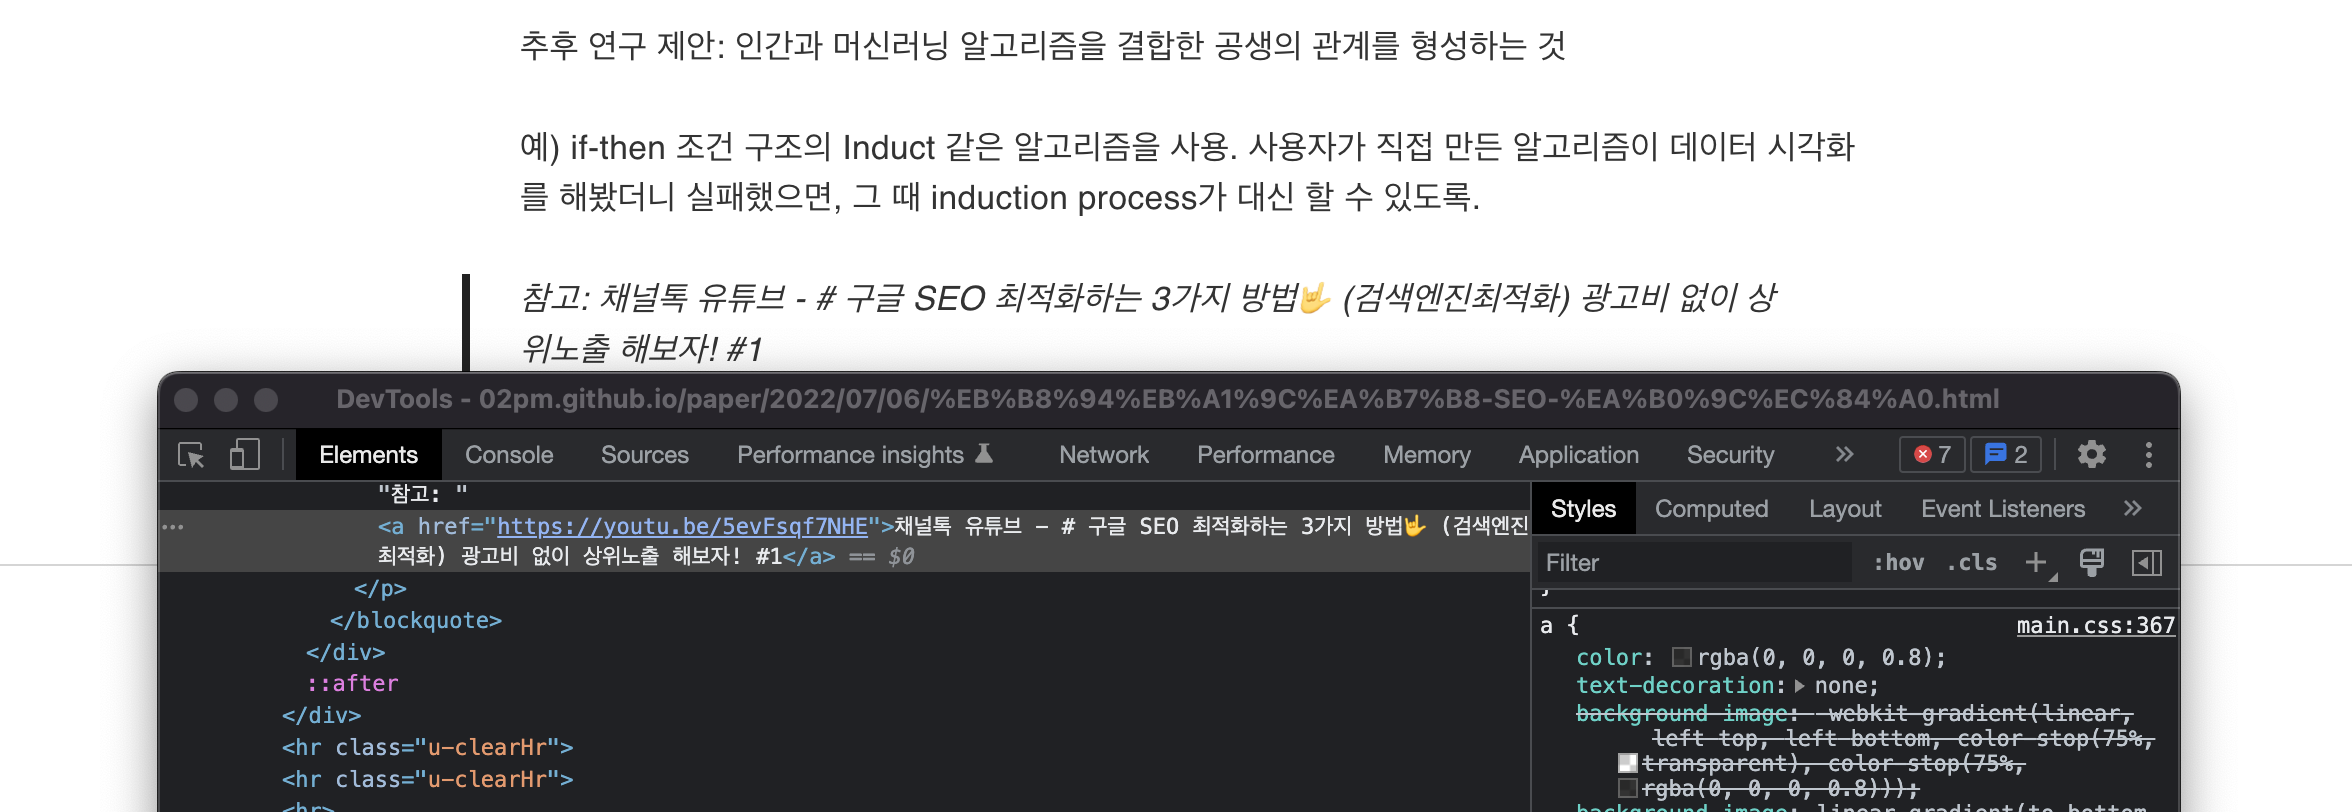 추후 연구 제안: 인간과 머신러닝 알고리즘을 결합한 공생의 관계를 형성하는 것
예) if-then 조건 구조의 Induct 같은 알고리즘을 사용. 사용자가 직접 만든 알고리즘이 데이터 시각화
를 해봤더니 실패했으면, 그 때 induction process가 대신 할 수 있도록.
참고: 채널톡 유튜브 - # 구글 SEO 최적화하는 3가지 방법🤟 (검색엔진최적화) 광고비 없이 상
위노출 해보자! #1
DevTools - 02pm.github.io/paper/2022/07/06/%EB%B8%94%EB%A1%9C%EA%B7%B8-SEO-%EA%B0%9C%EC%84%A0.html
Elements Console Sources Performance insights Network Performance Memory Application Security » 7 2
"참고: "
<a href="https://youtu.be/5evFsqf7NHE">채널톡 유튜브 - # 구글 SEO 최적화하는 3가지 방법🤟 (검색엔진
최적화) 광고비 없이 상위노출 해보자! #1</a> == $0
</p>
</blockquote>
</div>
::after
</div>
<hr class="u-clearHr">
<hr class="u-clearHr">
<hr>
Styles Computed Layout Event Listeners »
Filter :hov .cls +
}
a { main.css:367
color: rgba(0, 0, 0, 0.8);
text-decoration: none;
background-image: -webkit-gradient(linear,
left top, left bottom, color-stop(75%,
transparent), color-stop(75%,
rgba(0, 0, 0, 0.8)));
background-image: linear-gradient(to bottom,